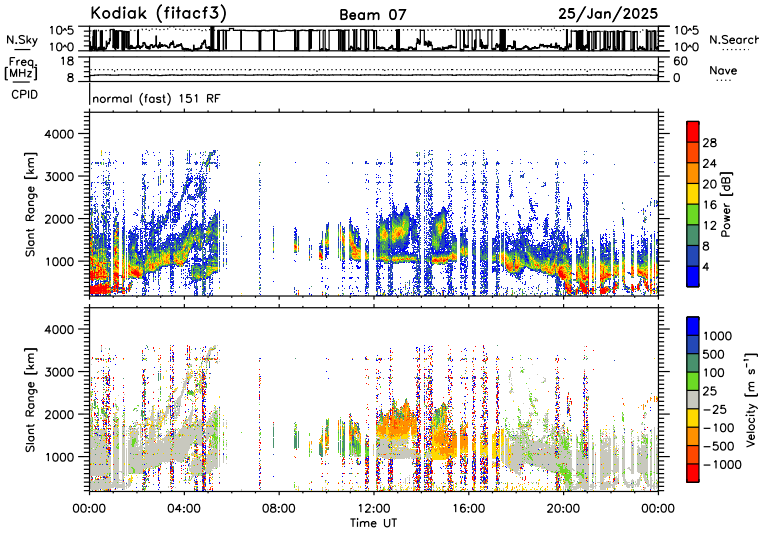 Kodiak (fitacf3) Beam 07 25/Jan/2025
N.Sky 10^5 10^5 N.Search
10^0 10^0
Freq. [MHz] 18 60 Nave
8 0
CPID normal (fast) 151 RF
Slant Range [km]
4000
3000
2000
1000
Power [dB]
28
24
20
16
12
8
4
Slant Range [km]
4000
3000
2000
1000
Velocity [m s⁻¹]
1000
500
100
25
−25
−100
−500
−1000
00:00 04:00 08:00 12:00 16:00 20:00 00:00
Time UT